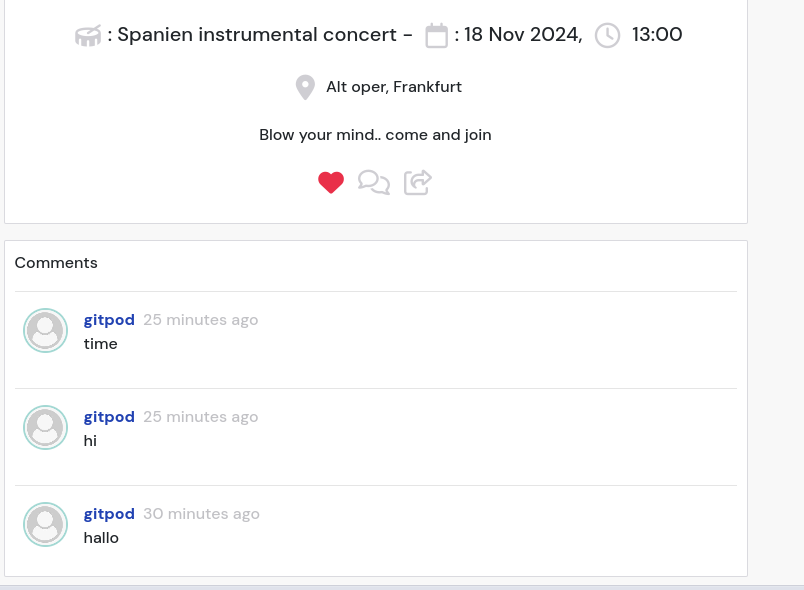 : Spanien instrumental concert - : 18 Nov 2024, 13:00
Alt oper, Frankfurt
Blow your mind.. come and join
Comments
gitpod 25 minutes ago
time
gitpod 25 minutes ago
hi
gitpod 30 minutes ago
hallo